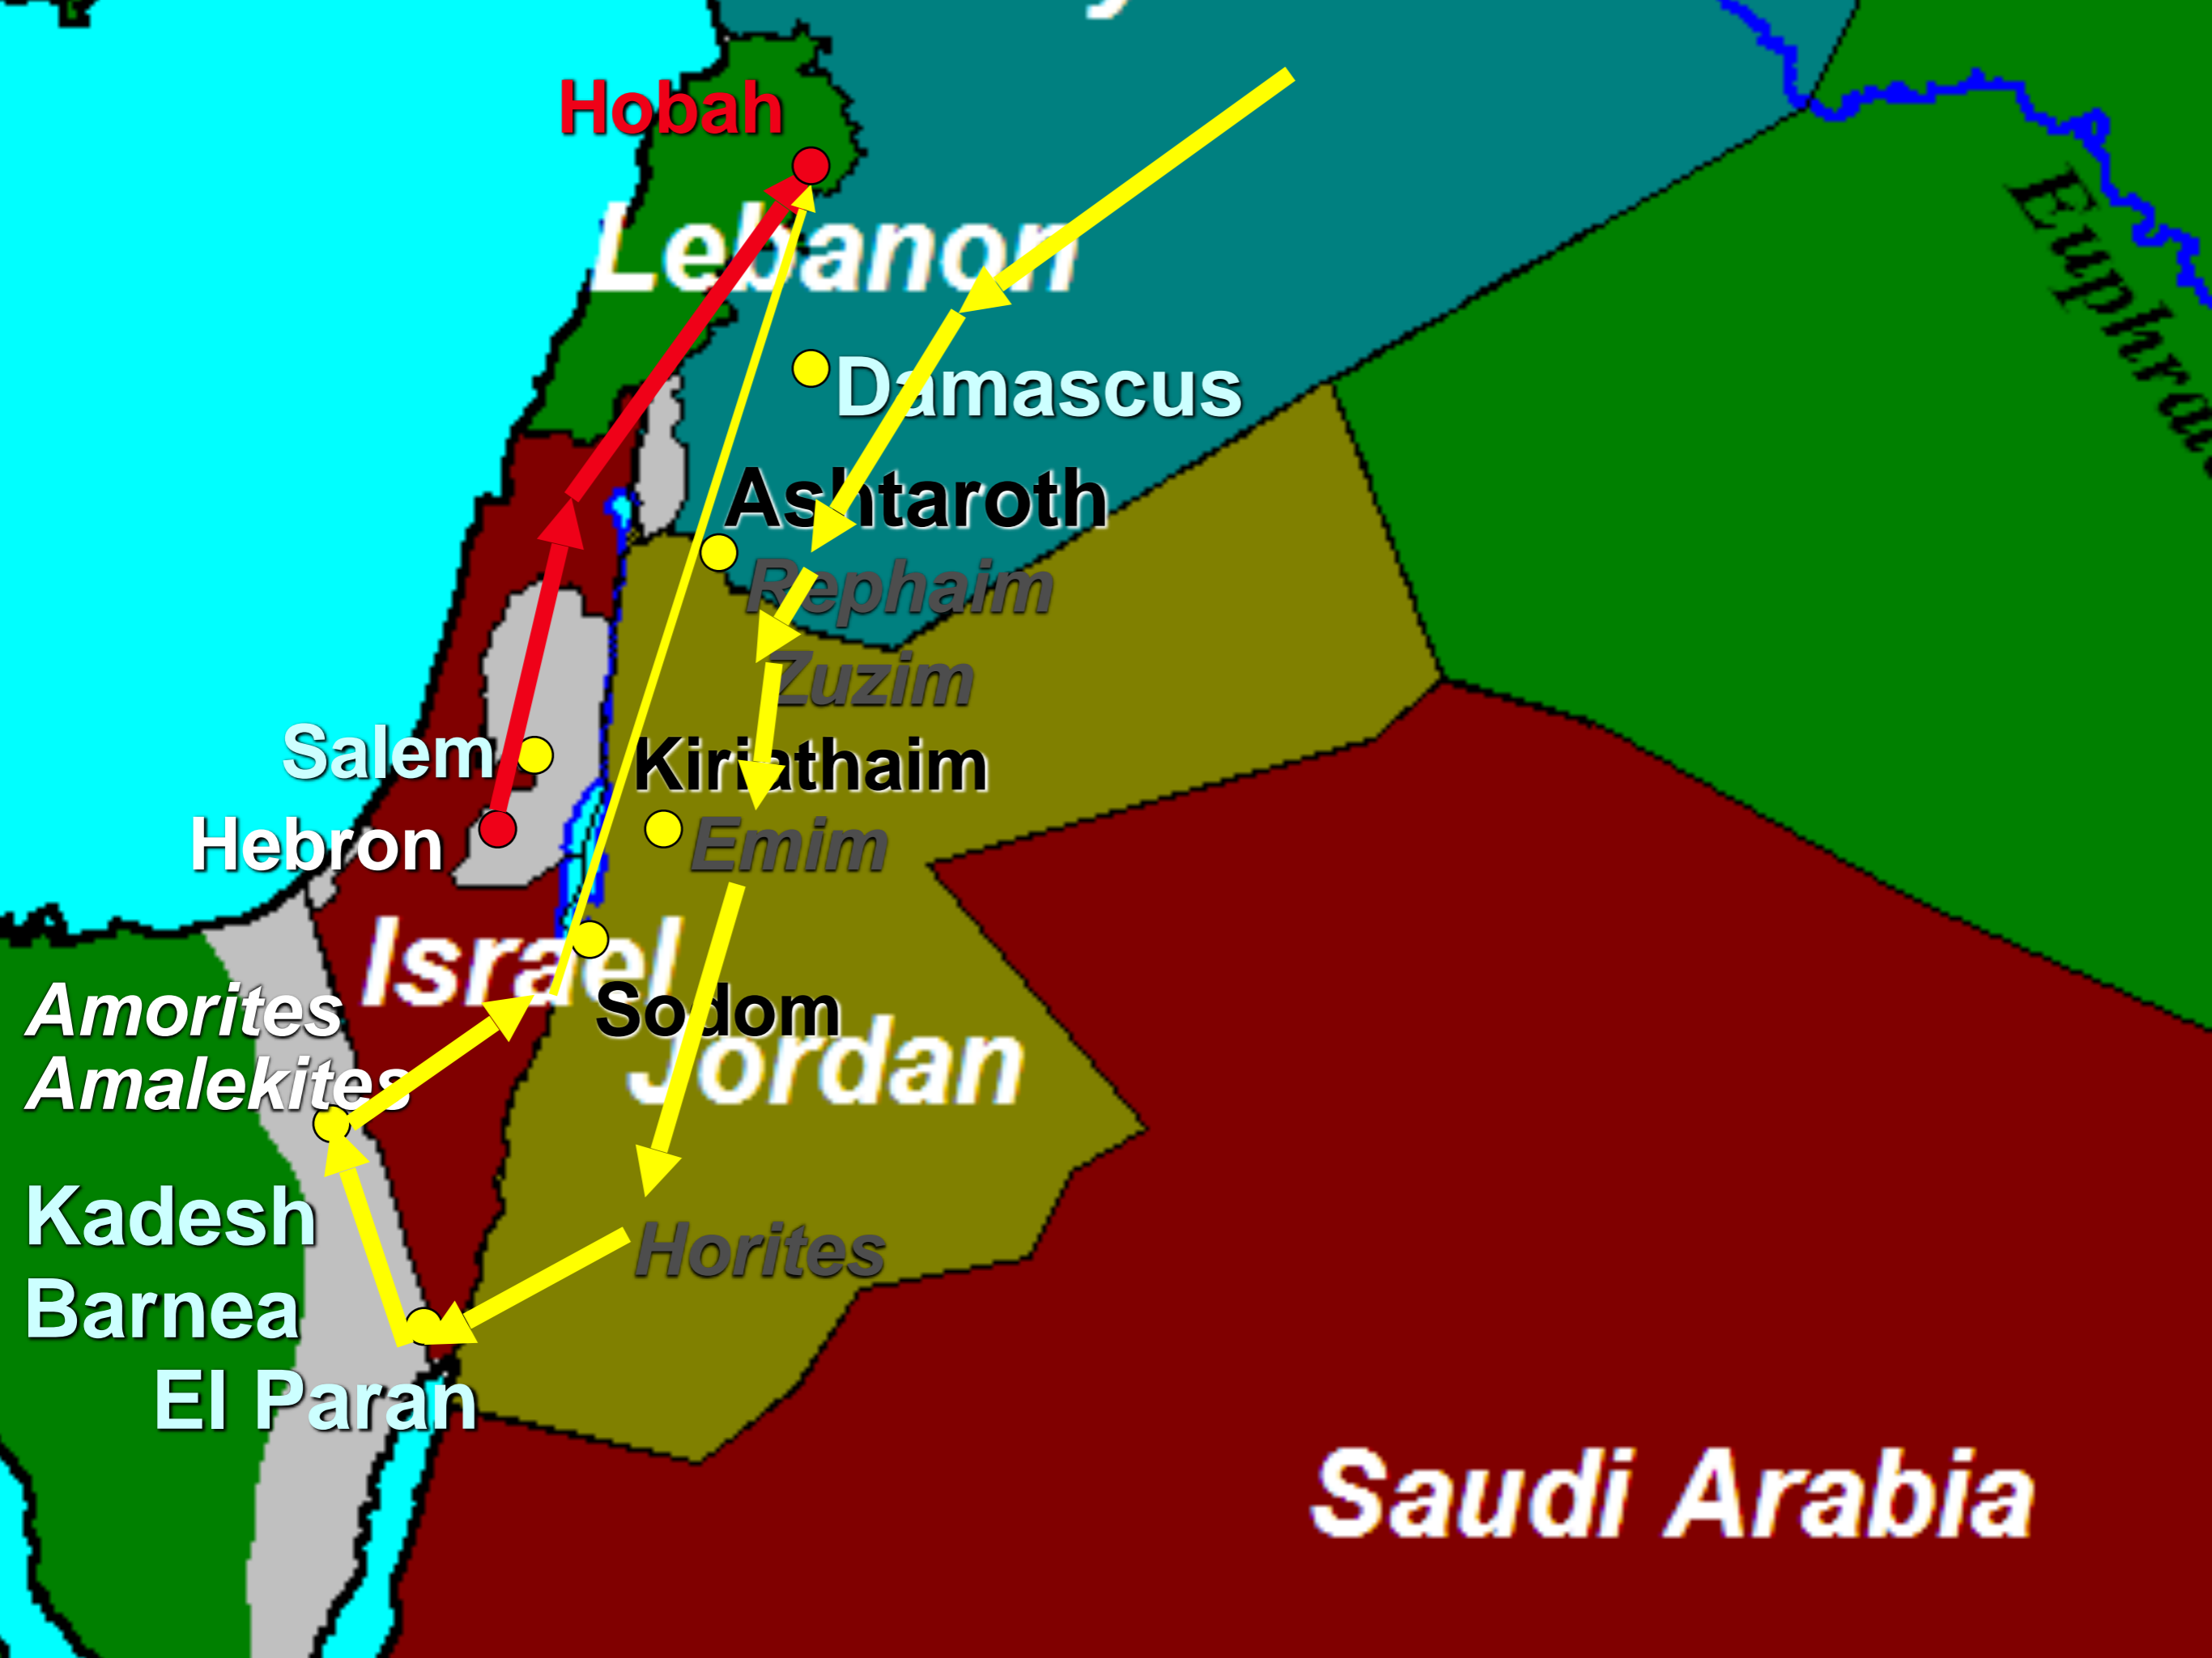 Hobah
Lebanon
Damascus
Ashtaroth
Rephaim
Zuzim
Salem
Kiriathaim
Hebron
Emim
Israel
Sodom
Amorites
Jordan
Amalekites
Kadesh
Barnea
Horites
El Paran
Saudi Arabia